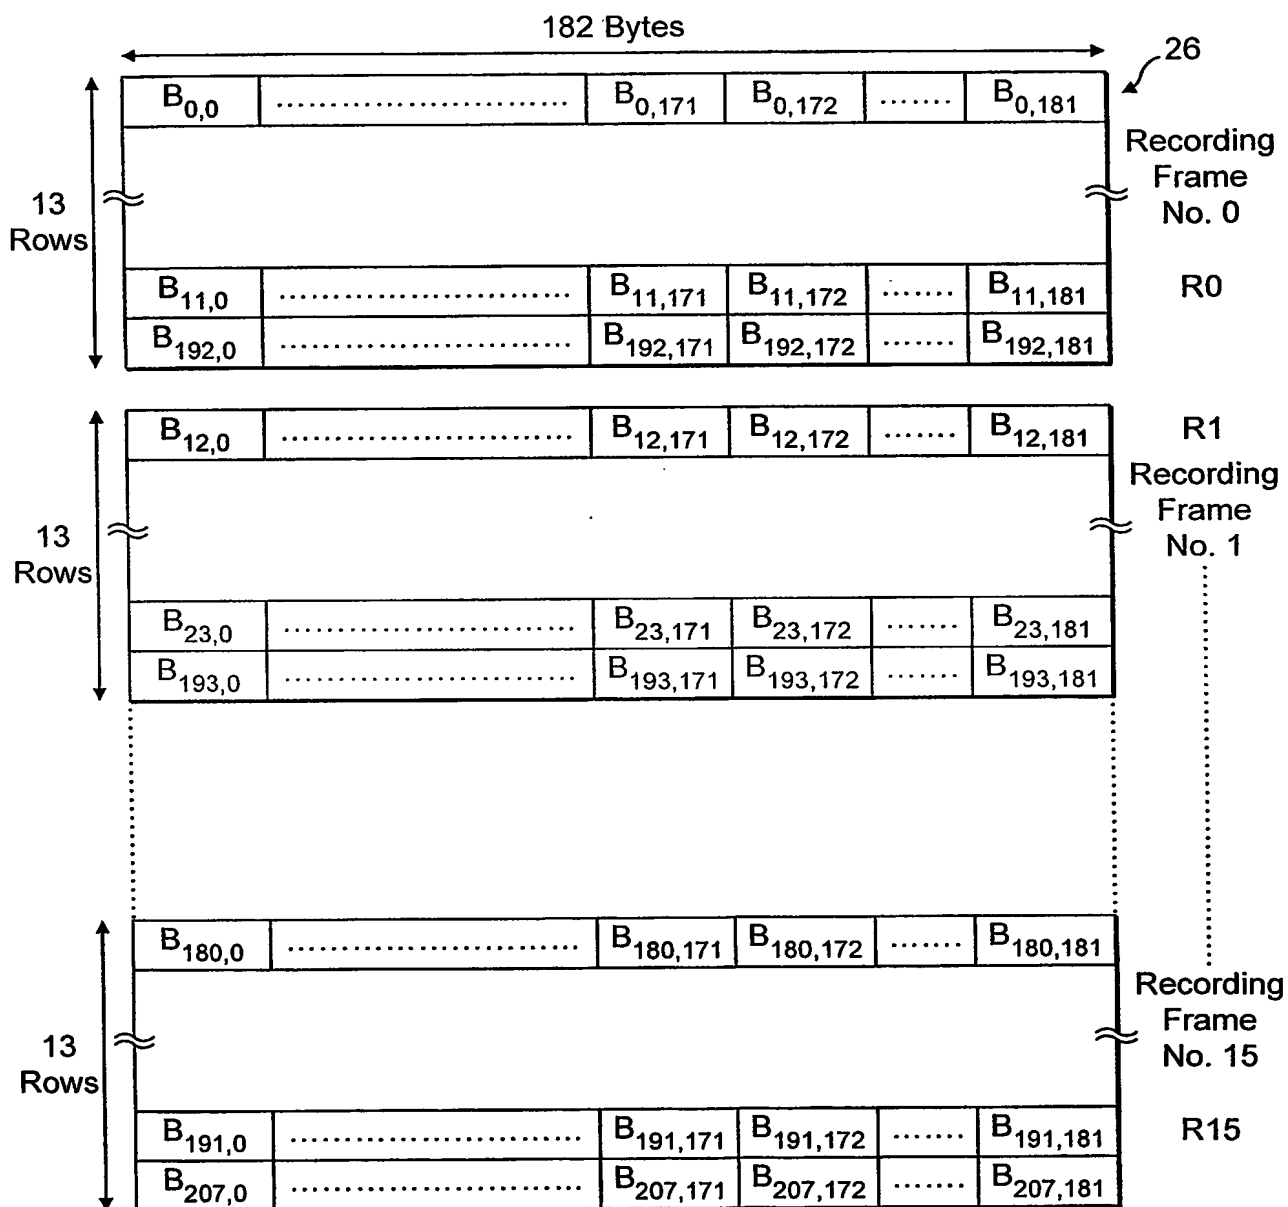 182 Bytes
26
B0,0 ........ B0,171 B0,172 ....... B0,181
Recording
Frame
No. 0
13
Rows
B11,0 ........ B11,171 B11,172 ....... B11,181
R0
B192,0 ........ B192,171 B192,172 ....... B192,181
B12,0 ........ B12,171 B12,172 ....... B12,181
R1
Recording
Frame
No. 1
13
Rows
B23,0 ........ B23,171 B23,172 ....... B23,181
B193,0 ........ B193,171 B193,172 ....... B193,181
B180,0 ........ B180,171 B180,172 ....... B180,181
Recording
Frame
No. 15
13
Rows
B191,0 ........ B191,171 B191,172 ....... B191,181
R15
B207,0 ........ B207,171 B207,172 ....... B207,181